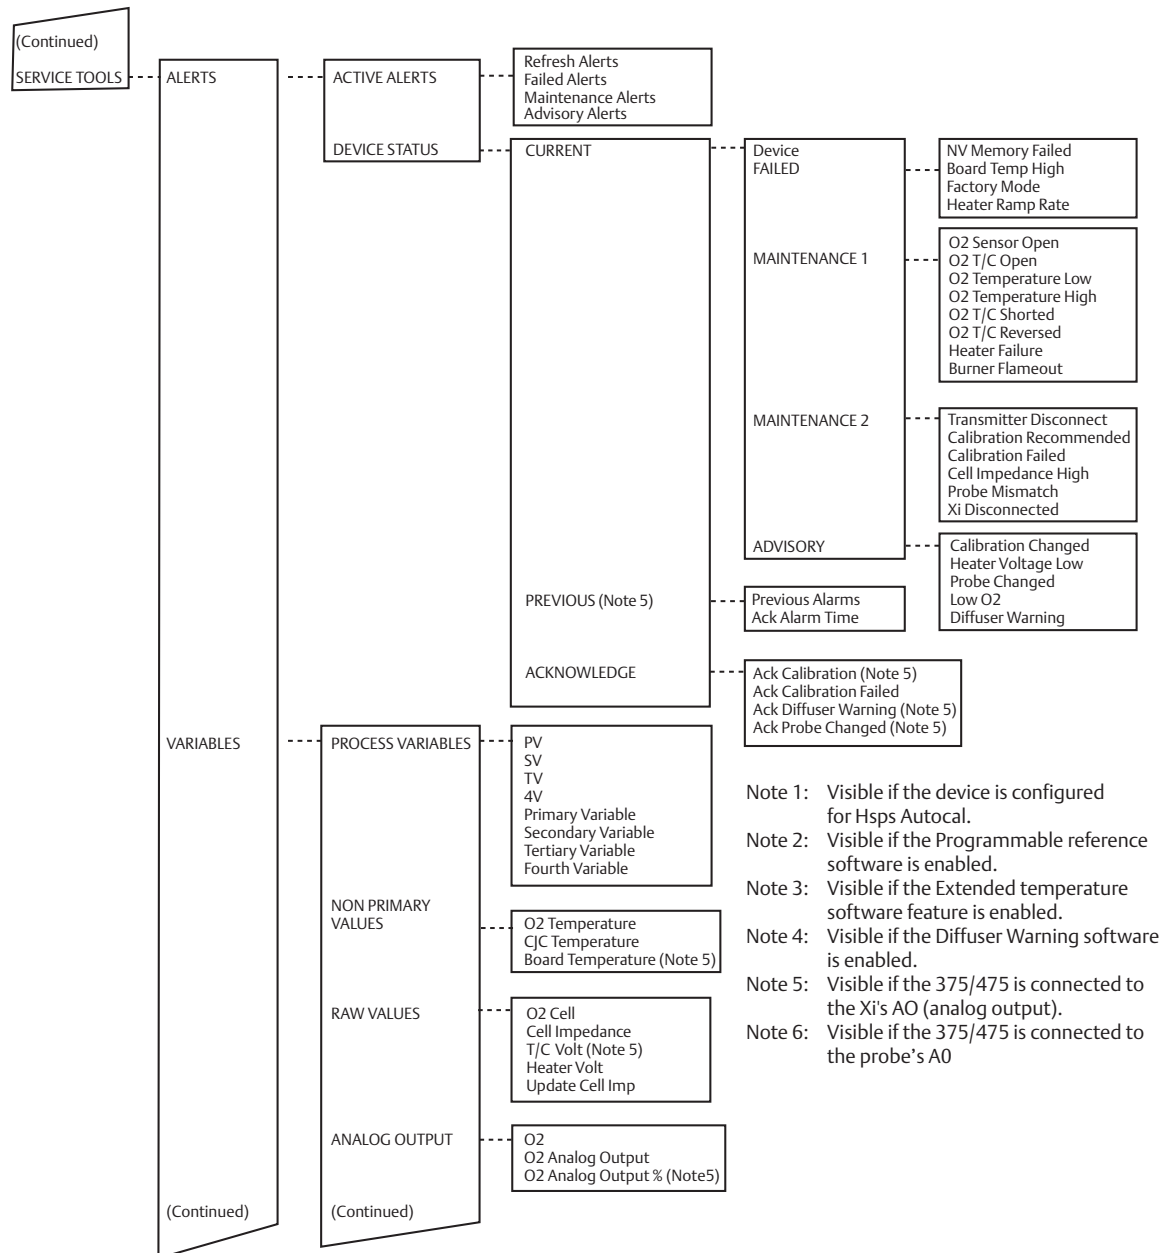 (Continued)
SERVICE TOOLS
ALERTS
ACTIVE ALERTS
Refresh Alerts
Failed Alerts
Maintenance Alerts
Advisory Alerts
DEVICE STATUS
CURRENT
Device
FAILED
NV Memory Failed
Board Temp High
Factory Mode
Heater Ramp Rate
MAINTENANCE 1
O2 Sensor Open
O2 T/C Open
O2 Temperature Low
O2 Temperature High
O2 T/C Shorted
O2 T/C Reversed
Heater Failure
Burner Flameout
MAINTENANCE 2
Transmitter Disconnect
Calibration Recommended
Calibration Failed
Cell Impedance High
Probe Mismatch
Xi Disconnected
ADVISORY
Calibration Changed
Heater Voltage Low
Probe Changed
Low O2
Diffuser Warning
PREVIOUS (Note 5)
Previous Alarms
Ack Alarm Time
ACKNOWLEDGE
Ack Calibration (Note 5)
Ack Calibration Failed
Ack Diffuser Warning (Note 5)
Ack Probe Changed (Note 5)
VARIABLES
PROCESS VARIABLES
PV
SV
TV
4V
Primary Variable
Secondary Variable
Tertiary Variable
Fourth Variable
NON PRIMARY
VALUES
O2 Temperature
CJC Temperature
Board Temperature (Note 5)
RAW VALUES
O2 Cell
Cell Impedance
T/C Volt (Note 5)
Heater Volt
Update Cell Imp
ANALOG OUTPUT
O2
O2 Analog Output
O2 Analog Output % (Note5)
(Continued)
(Continued)
Note 1: Visible if the device is configured
for Hsps Autocal.
Note 2: Visible if the Programmable reference
software is enabled.
Note 3: Visible if the Extended temperature
software feature is enabled.
Note 4: Visible if the Diffuser Warning software
is enabled.
Note 5: Visible if the 375/475 is connected to
the Xi's AO (analog output).
Note 6: Visible if the 375/475 is connected to
the probe’s A0